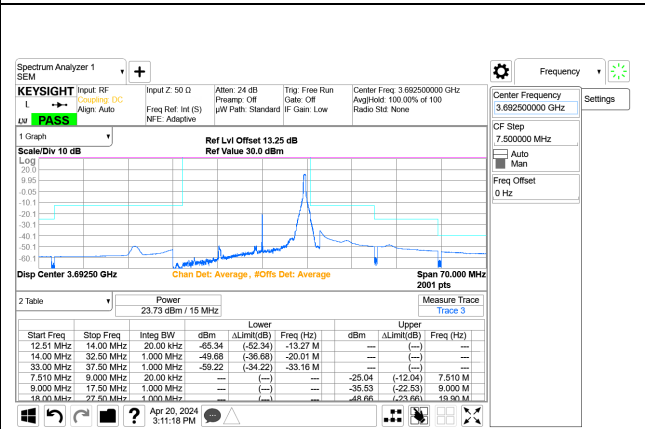 Spectrum Analyzer 1
SEM
Frequency
KEYSIGHT
L
LXI
PASS
Input: RF
Coupling: DC
Align: Auto
Input Z: 50 Ω
Freq Ref: Int (S)
NFE: Adaptive
Atten: 24 dB
Preamp: Off
µW Path: Standard
Trig: Free Run
Gate: Off
IF Gain: Low
Center Freq: 3.692500000 GHz
Avg|Hold: 100.00% of 100
Radio Std: None
Center Frequency
3.692500000 GHz
Settings
CF Step
7.500000 MHz
Auto
Man
Freq Offset
0 Hz
1 Graph
Scale/Div 10 dB
Ref Lvl Offset 13.25 dB
Ref Value 30.0 dBm
Log
20.0
9.95
-0.05
-10.1
-20.1
-30.1
-40.1
-50.1
-60.1
Disp Center 3.69250 GHz
Chan Det: Average, #Offs Det: Average
Span 70.000 MHz
2001 pts
2 Table
Power
23.73 dBm / 15 MHz
Measure Trace
Trace 3
Lower Upper
Start Freq Stop Freq Integ BW dBm ΔLimit(dB) Freq (Hz) dBm ΔLimit(dB) Freq (Hz)
12.51 MHz 14.00 MHz 20.00 kHz -65.34 (-52.34) -13.27 M --- (---) ---
14.00 MHz 32.50 MHz 1.000 MHz -49.68 (-36.68) -20.01 M --- (---) ---
33.00 MHz 37.50 MHz 1.000 MHz -59.22 (-34.22) -33.16 M --- (---) ---
7.510 MHz 9.000 MHz 20.00 kHz --- (---) --- -25.04 (-12.04) 7.510 M
9.000 MHz 17.50 MHz 1.000 MHz --- (---) --- -35.53 (-22.53) 9.000 M
18.00 MHz 27.50 MHz 1.000 MHz --- (---) --- -48.66 (-23.66) 19.90 M
?
Apr 20, 2024
3:11:18 PM